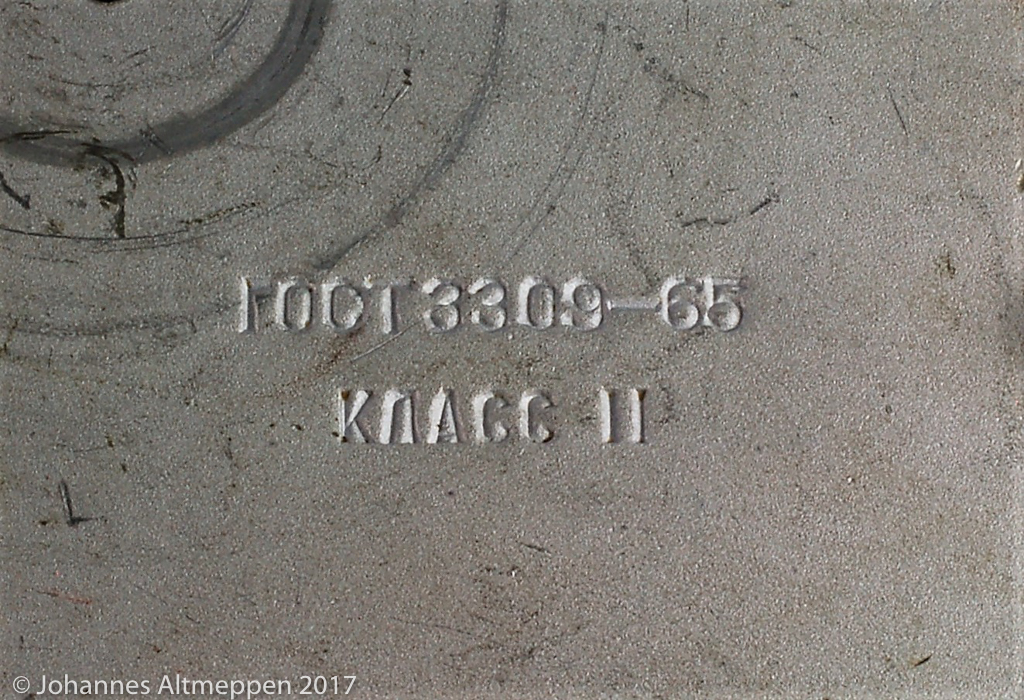 ГОСТ 3309-65
КЛАСС II
© Johannes Altmeppen 2017